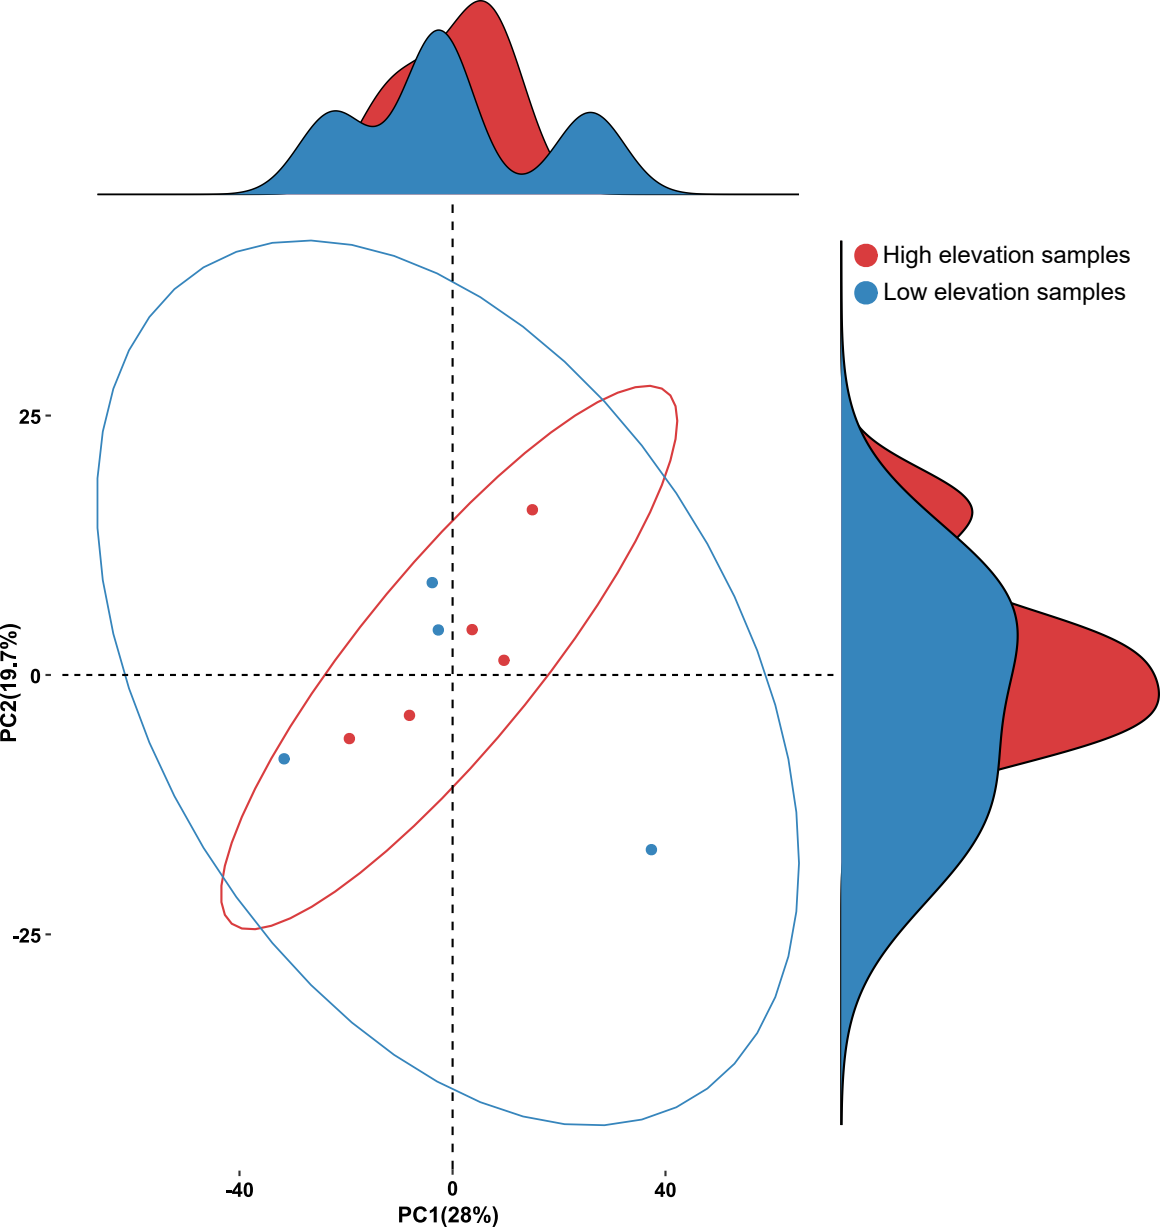 High elevation samples
Low elevation samples
25
0
-25
PC2(19.7%)
-40
0
40
PC1(28%)